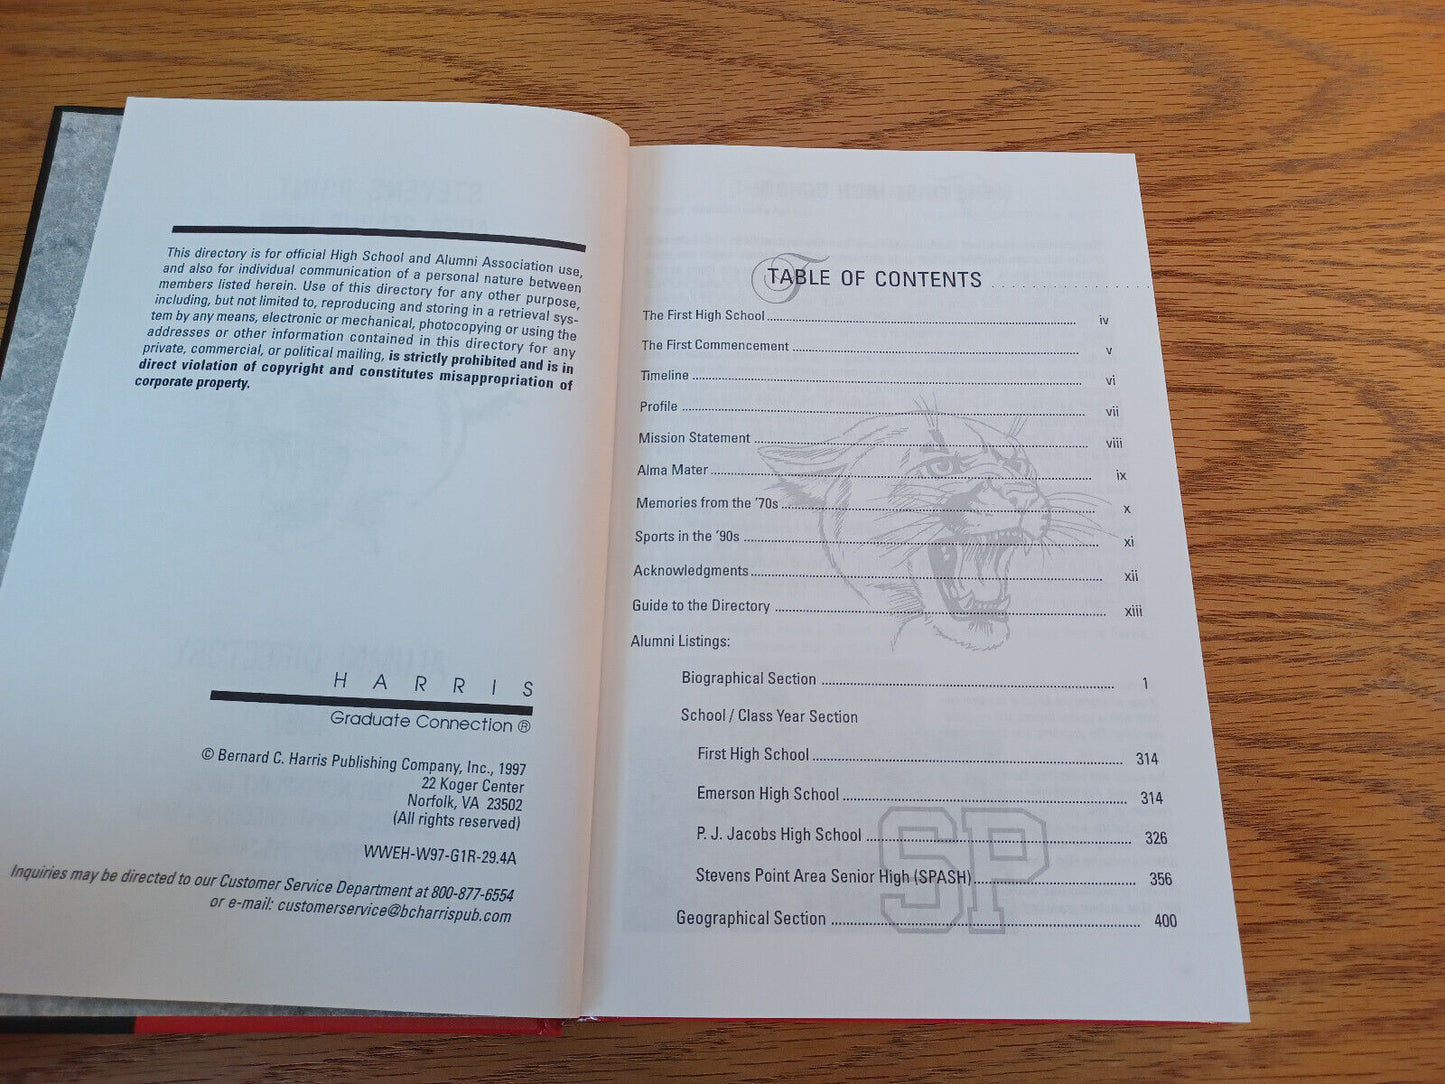 This directory is for official High School and Alumni Association use,
and also for individual communication of a personal nature between
members listed herein. Use of this directory for any other purpose,
including, but not limited to, reproducing and storing in a retrieval sys-
tem by any means, electronic or mechanical, photocopying or using the
addresses or other information contained in this directory for any
private, commercial, or political mailing, is strictly prohibited and is in
direct violation of copyright and constitutes misappropriation of
corporate property.
HARRIS
Graduate Connection ®
© Bernard C. Harris Publishing Company, Inc., 1997
22 Koger Center
Norfolk, VA 23502
(All rights reserved)
WWEH-W97-G1R-29.4A
Inquiries may be directed to our Customer Service Department at 800-877-6554
or e-mail: customerservice@bcharrispub.com
T
TABLE OF CONTENTS
The First High School iv
The First Commencement v
Timeline vi
Profile vii
Mission Statement viii
Alma Mater ix
Memories from the '70s x
Sports in the '90s xi
Acknowledgments xii
Guide to the Directory xiii
Alumni Listings:
Biographical Section 1
School / Class Year Section
First High School 314
Emerson High School 314
P. J. Jacobs High School 326
Stevens Point Area Senior High (SPASH) 356
Geographical Section 400
SP